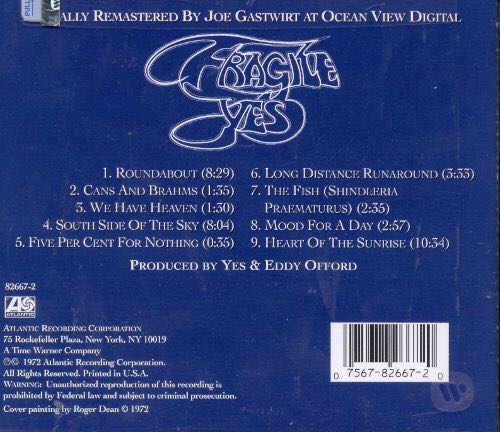 ALLY REMASTERED BY JOE GASTWIRT AT OCEAN VIEW DIGITAL
PULL
FRAGILE
YES
1. ROUNDABOUT (8:29)
2. CANS AND BRAHMS (1:35)
3. WE HAVE HEAVEN (1:30)
4. SOUTH SIDE OF THE SKY (8:04)
5. FIVE PER CENT FOR NOTHING (0:35)
6. LONG DISTANCE RUNAROUND (3:33)
7. THE FISH (SHINDLERIA
PRAEMATURUS) (2:35)
8. MOOD FOR A DAY (2:57)
9. HEART OF THE SUNRISE (10:34)
PRODUCED BY YES & EDDY OFFORD
82667-2
ATLANTIC
ATLANTIC RECORDING CORPORATION
75 Rockefeller Plaza, New York, NY 10019
A Time Warner Company
℗© 1972 Atlantic Recording Corporation.
All Rights Reserved. Printed in U.S.A.
WARNING: Unauthorized reproduction of this recording is
prohibited by Federal law and subject to criminal prosecution.
Cover painting by Roger Dean © 1972
0 7567-82667-2 0